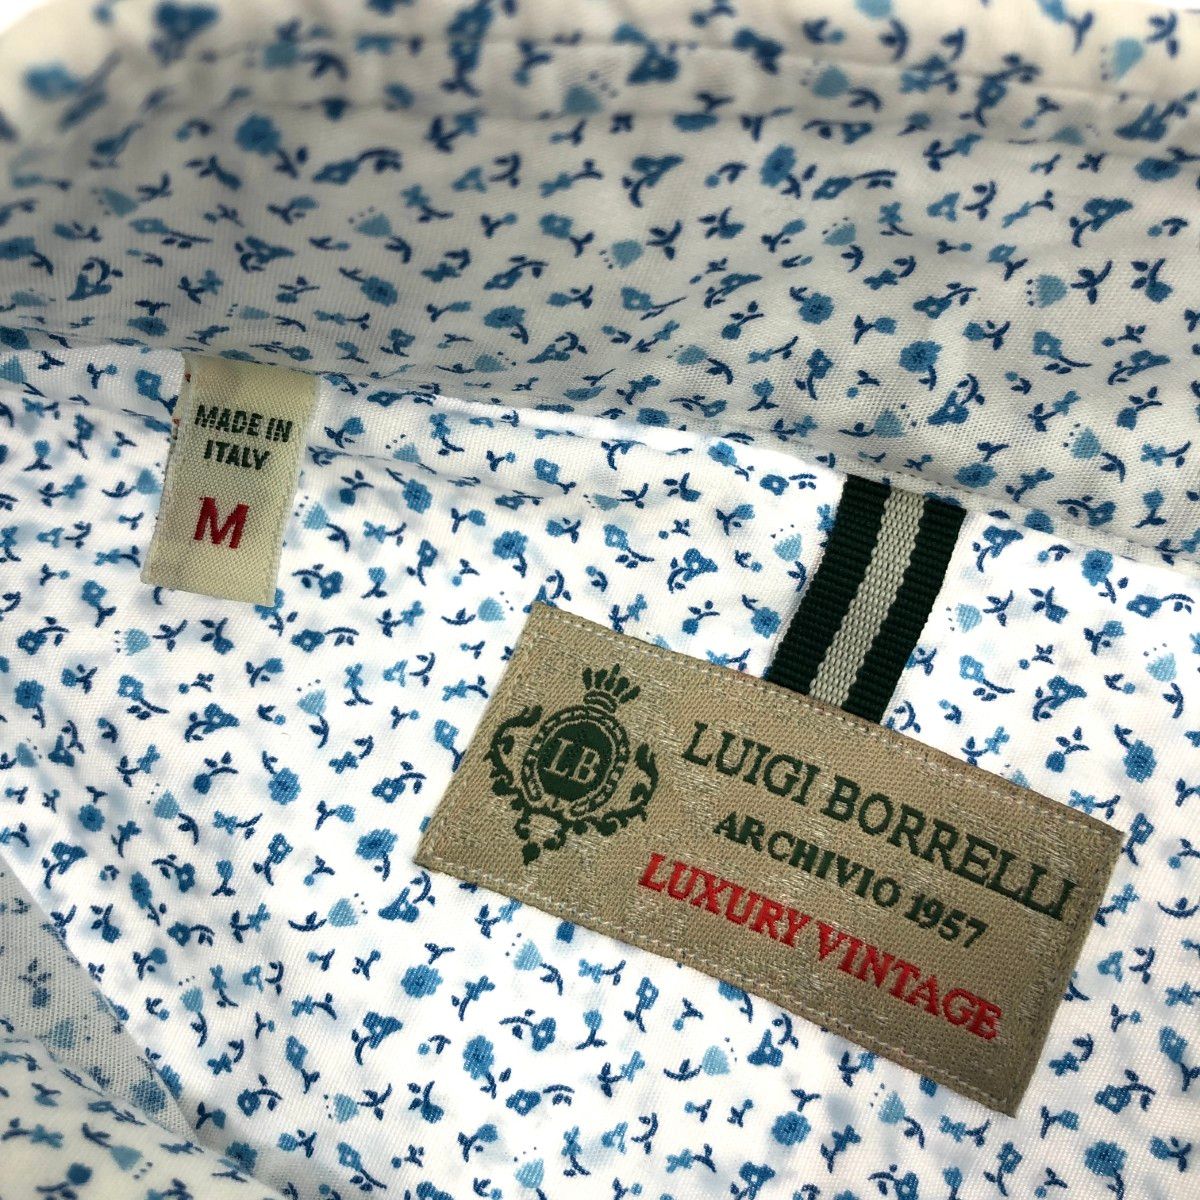 MADE IN
ITALY
M
LB
LUIGI BORRELLI
ARCHIVIO 1957
LUXURY VINTAGE